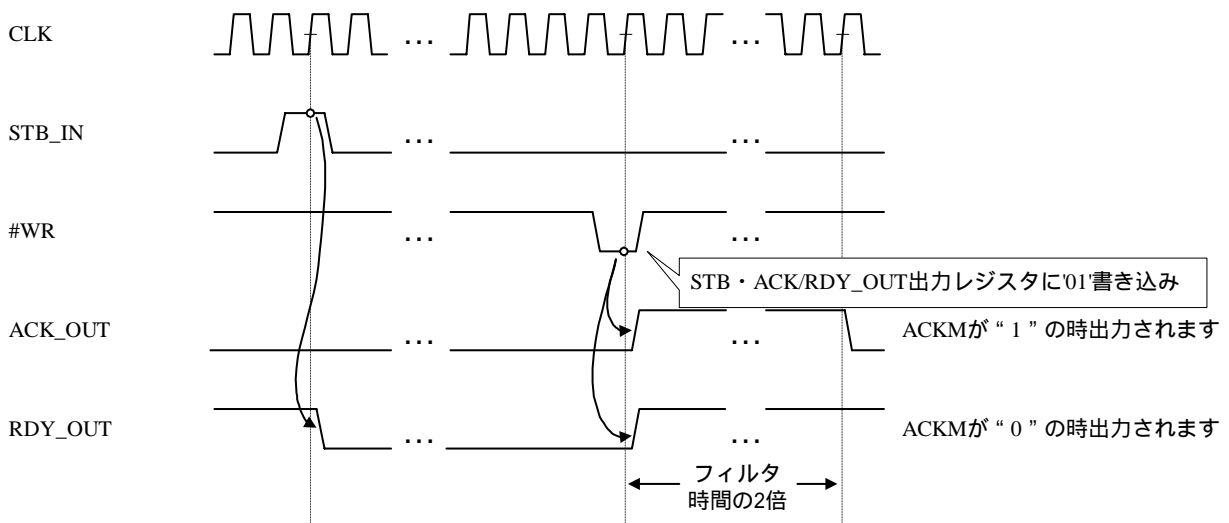 CLK
...
...
STB_IN
...
...
#WR
...
...
STB・ACK/RDY_OUT出力レジスタに'01'書き込み
ACK_OUT
...
...
ACKMが“1”の時出力されます
RDY_OUT
...
...
ACKMが“0”の時出力されます
フィルタ
時間の2倍